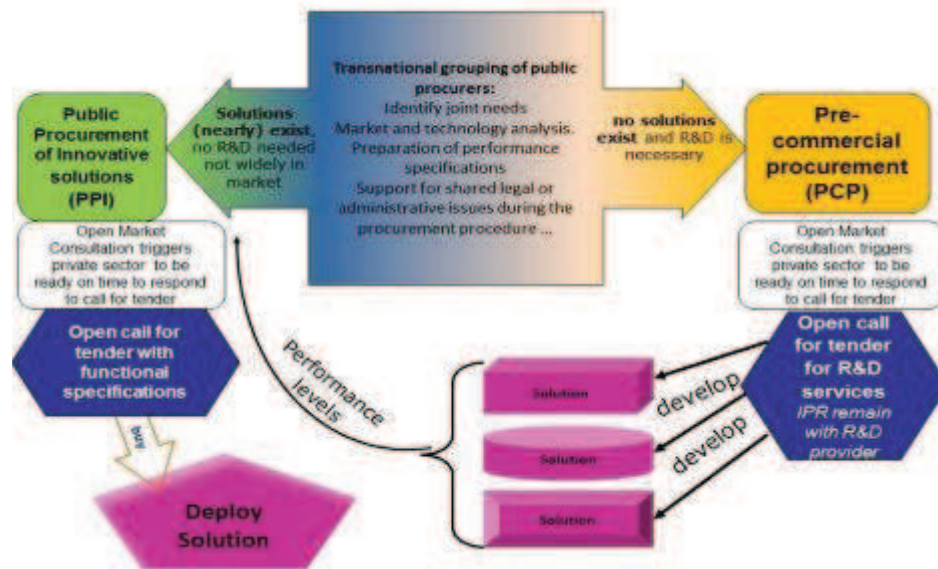 Transnational grouping of public
procurers:
Identify joint needs
Market and technology analysis.
Preparation of performance
specifications
Support for shared legal or
administrative issues during the
procurement procedure ...
Solutions
(nearly) exist,
no R&D needed
not widely in
market
no solutions
exist and R&D is
necessary
Public
Procurement
of Innovative
solutions
(PPI)
Open Market
Consultation triggers
private sector to be
ready on time to respond
to call for tender
Open call for
tender with
functional
specifications
buy
Deploy
Solution
Pre-
commercial
procurement
(PCP)
Open Market
Consultation triggers
private sector to be
ready on time to respond
to call for tender
Open call
for tender
for R&D
services
IPR remain
with R&D
provider
develop
develop
Solution
Solution
Solution
Performance
levels